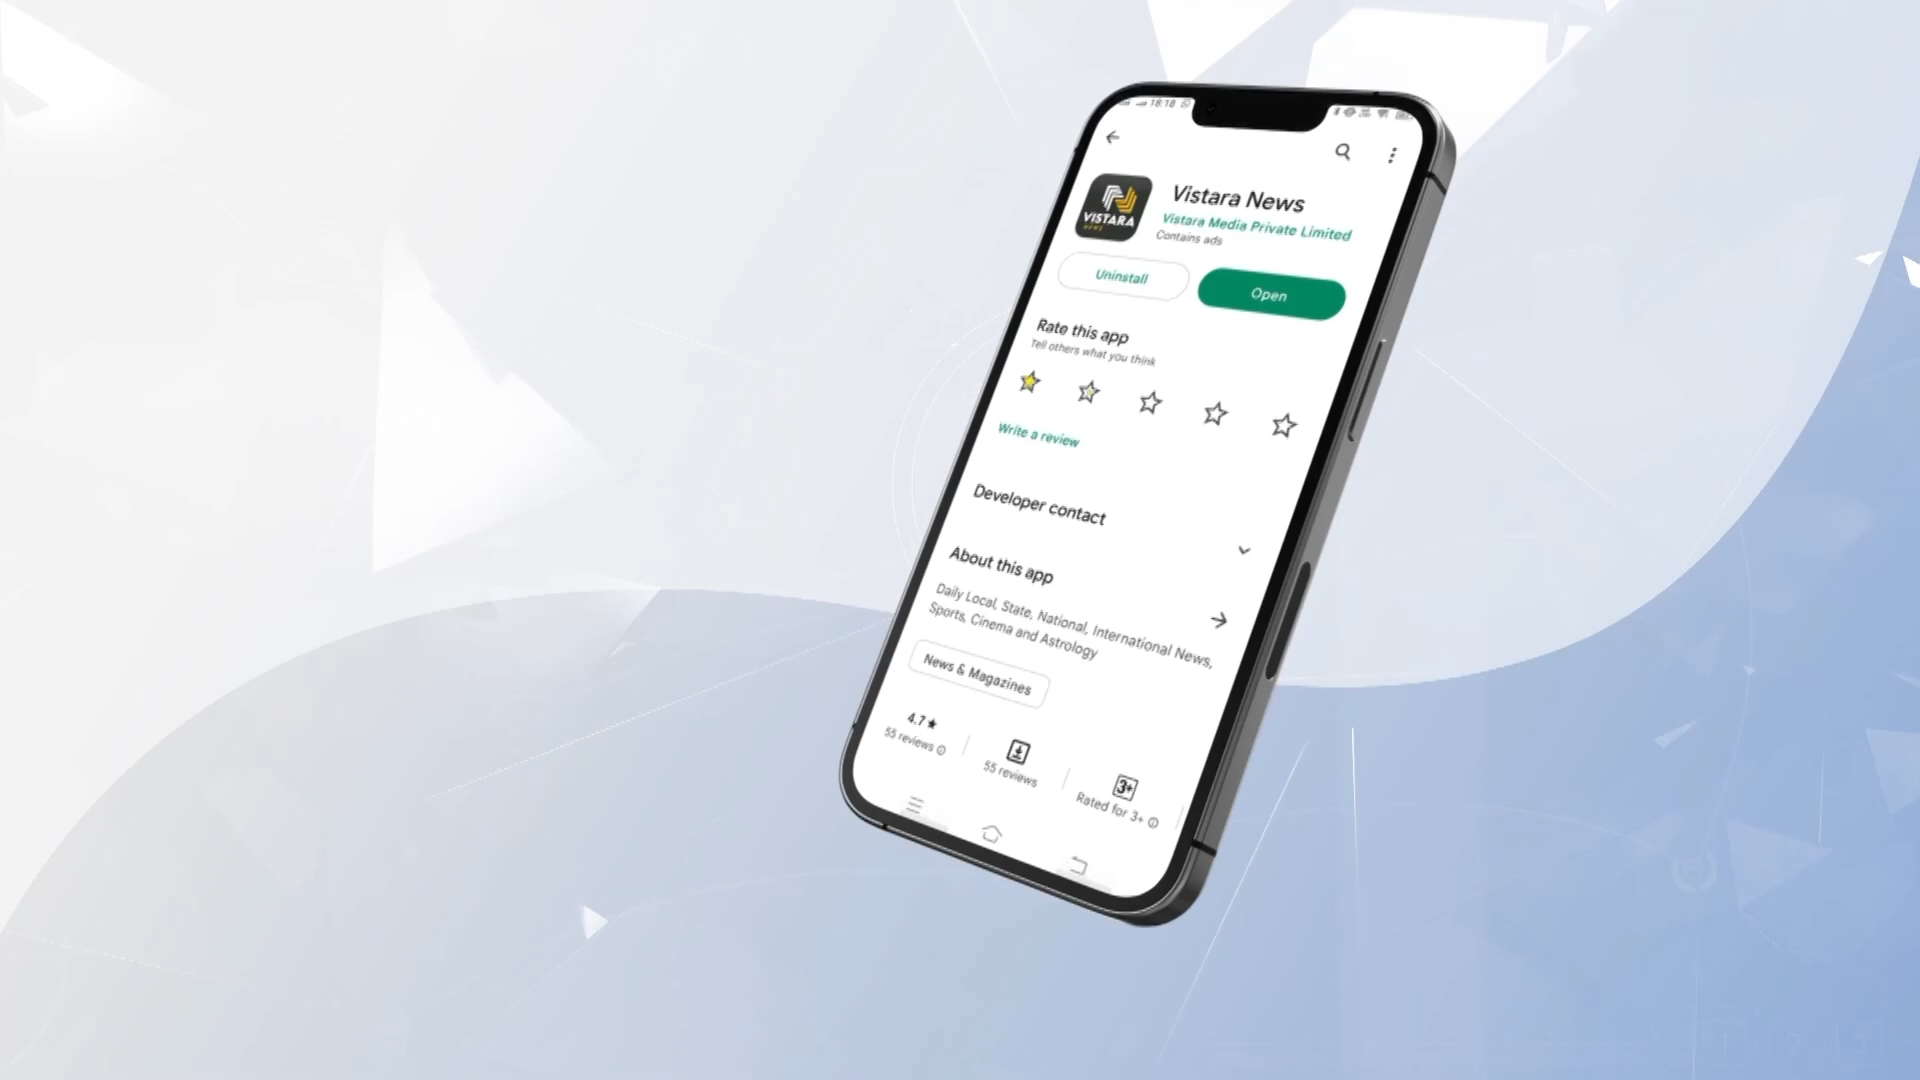 18:18
Vistara News
Vistara Media Private Limited
Contains ads
VISTARA
NEWS
Uninstall
Open
Rate this app
Tell others what you think
Write a review
Developer contact
About this app
Daily Local, State, National, International News,
Sports, Cinema and Astrology
News & Magazines
4.7★
55 reviews
55 reviews
3+
Rated for 3+